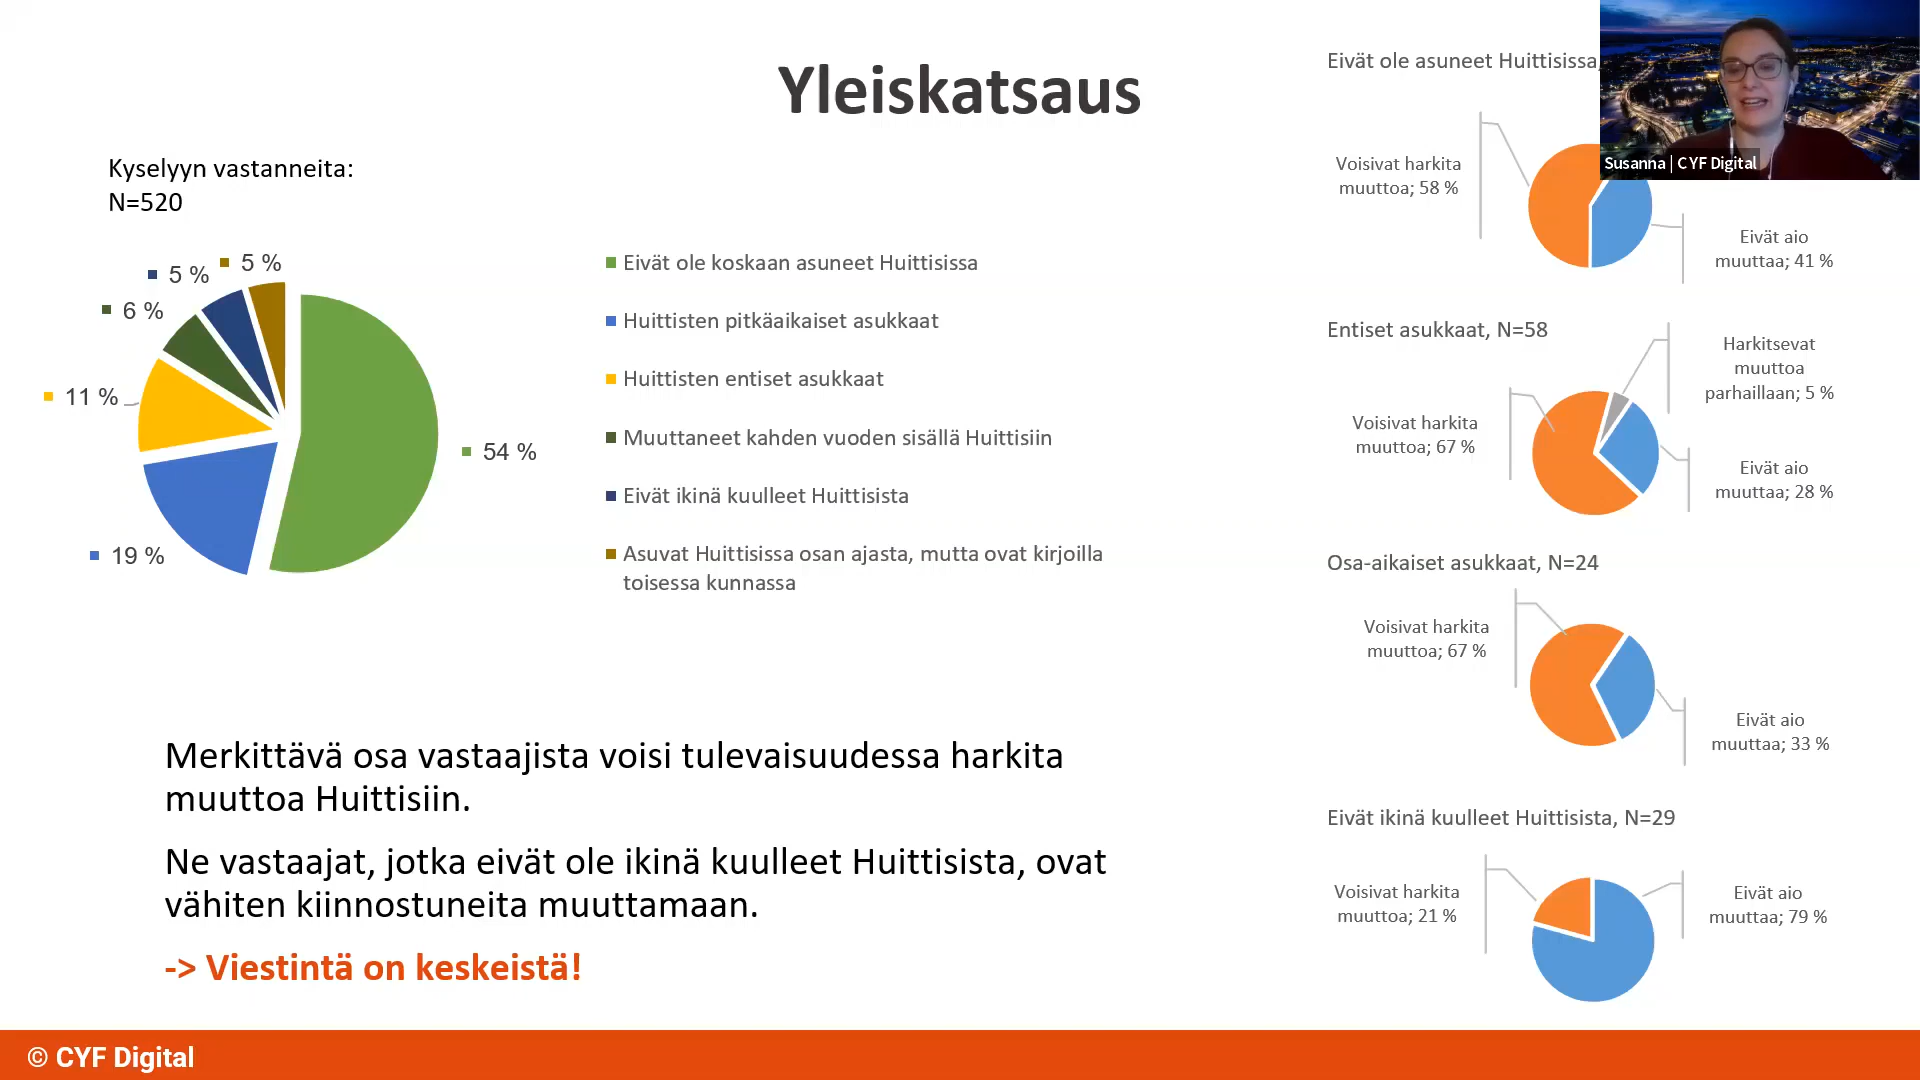 Yleiskatsaus
Kyselyyn vastanneita:
N=520
5 %
5 %
6 %
11 %
19 %
54 %
Eivät ole koskaan asuneet Huittisissa
Huittisten pitkäaikaiset asukkaat
Huittisten entiset asukkaat
Muuttaneet kahden vuoden sisällä Huittisiin
Eivät ikinä kuulleet Huittisista
Asuvat Huittisissa osan ajasta, mutta ovat kirjoilla
toisessa kunnassa
Merkittävä osa vastaajista voisi tulevaisuudessa harkita
muuttoa Huittisiin.
Ne vastaajat, jotka eivät ole ikinä kuulleet Huittisista, ovat
vähiten kiinnostuneita muuttamaan.
-> Viestintä on keskeistä!
Eivät ole asuneet Huittisissa,
Voisivat harkita
muuttoa; 58 %
Eivät aio
muuttaa; 41 %
Entiset asukkaat, N=58
Harkitsevat
muuttoa
parhaillaan; 5 %
Voisivat harkita
muuttoa; 67 %
Eivät aio
muuttaa; 28 %
Osa-aikaiset asukkaat, N=24
Voisivat harkita
muuttoa; 67 %
Eivät aio
muuttaa; 33 %
Eivät ikinä kuulleet Huittisista, N=29
Voisivat harkita
muuttoa; 21 %
Eivät aio
muuttaa; 79 %
Susanna | CYF Digital
© CYF Digital